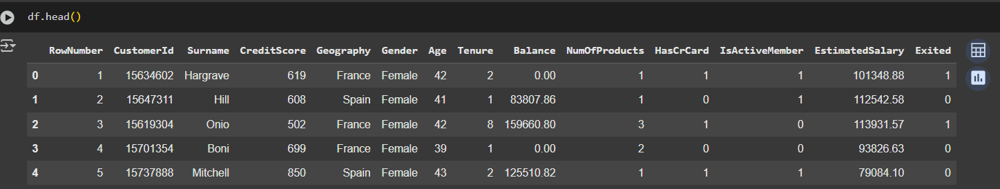 df.head()
RowNumber CustomerId Surname CreditScore Geography Gender Age Tenure Balance NumOfProducts HasCrCard IsActiveMember EstimatedSalary Exited
0 1 15634602 Hargrave 619 France Female 42 2 0.00 1 1 1 101348.88 1
1 2 15647311 Hill 608 Spain Female 41 1 83807.86 1 0 1 112542.58 0
2 3 15619304 Onio 502 France Female 42 8 159660.80 3 1 0 113931.57 1
3 4 15701354 Boni 699 France Female 39 1 0.00 2 0 0 93826.63 0
4 5 15737888 Mitchell 850 Spain Female 43 2 125510.82 1 1 1 79084.10 0